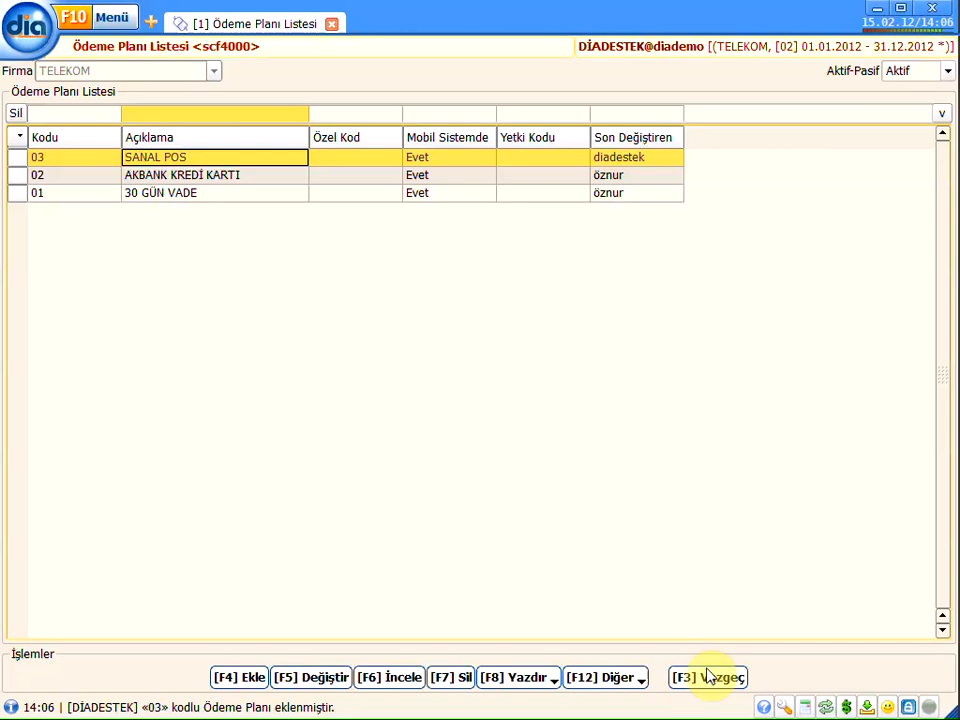 dia F10 Menü + [1] Ödeme Planı Listesi
15.02.12/14:06
Ödeme Planı Listesi <scf4000> DİADESTEK@diademo [(TELEKOM, [02] 01.01.2012 - 31.12.2012 *)]
Firma TELEKOM Aktif-Pasif Aktif
Ödeme Planı Listesi
Sil v
Kodu Açıklama Özel Kod Mobil Sistemde Yetki Kodu Son Değiştiren
03 SANAL POS Evet diadestek
02 AKBANK KREDİ KARTI Evet öznur
01 30 GÜN VADE Evet öznur
İşlemler
[F4] Ekle [F5] Değiştir [F6] İncele [F7] Sil [F8] Yazdır [F12] Diğer [F3] Vazgeç
14:06 | [DİADESTEK] «03» kodlu Ödeme Planı eklenmiştir.